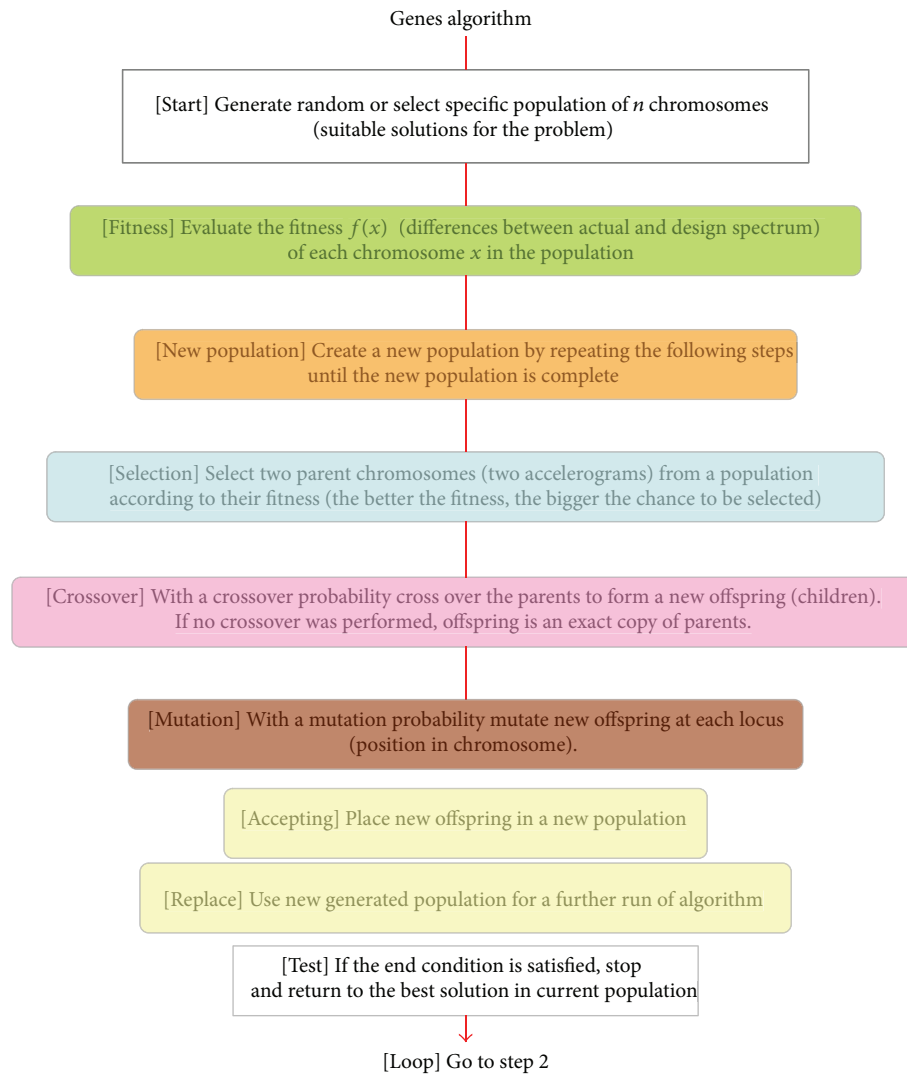 Genes algorithm
[Start] Generate random or select specific population of n chromosomes
(suitable solutions for the problem)
[Fitness] Evaluate the fitness f(x) (differences between actual and design spectrum)
of each chromosome x in the population
[New population] Create a new population by repeating the following steps
until the new population is complete
[Selection] Select two parent chromosomes (two accelerograms) from a population
according to their fitness (the better the fitness, the bigger the chance to be selected)
[Crossover] With a crossover probability cross over the parents to form a new offspring (children).
If no crossover was performed, offspring is an exact copy of parents.
[Mutation] With a mutation probability mutate new offspring at each locus
(position in chromosome).
[Accepting] Place new offspring in a new population
[Replace] Use new generated population for a further run of algorithm
[Test] If the end condition is satisfied, stop
and return to the best solution in current population
[Loop] Go to step 2